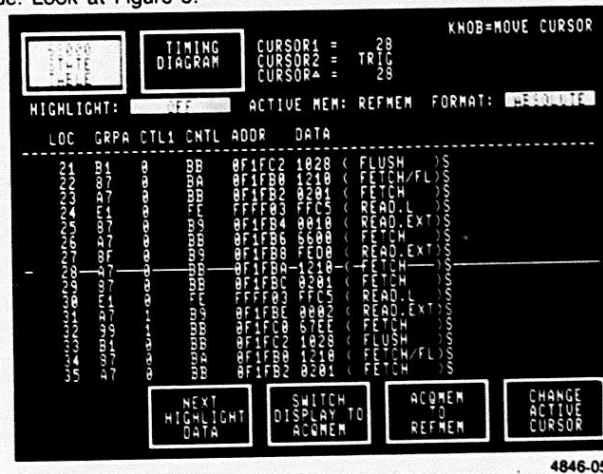 Look at Figure 5.
KNOB=MOVE CURSOR
68000
STATE
TABLE
TIMING
DIAGRAM
CURSOR1 = 28
CURSOR2 = TRIG
CURSOR▲ = 28
HIGHLIGHT: OFF ACTIVE MEM: REFMEM FORMAT: ABSOLUTE
LOC GRPA CTL1 CNTL ADDR DATA
21 B1 0 BB 0F1FC2 1028 ( FLUSH )S
22 87 0 BA 0F1FB0 1210 ( FETCH/FL)S
23 A7 0 BB 0F1FB2 0201 ( FETCH )S
24 E1 0 FE FFFF03 FFC5 ( READ.L )S
25 87 0 B9 0F1FB4 0010 ( READ.EXT)S
26 A7 0 BB 0F1FB6 6600 ( FETCH )S
27 BF 0 B9 0F1FB8 FED0 ( READ.EXT)S
28 A7 0 BB 0F1FBA 1210 ( FETCH )S
29 87 0 BB 0F1FBC 0201 ( FETCH )S
30 E1 0 FE FFFF03 FFC5 ( READ.L )S
31 A7 1 B9 0F1FBE 0002 ( READ.EXT)S
32 99 1 BB 0F1FC0 67EE ( FETCH )S
33 B1 0 BB 0F1FC2 1028 ( FLUSH )S
34 87 0 BA 0F1FB0 1210 ( FETCH/FL)S
35 A7 0 BB 0F1FB2 0201 ( FETCH )S
NEXT
HIGHLIGHT
DATA
SWITCH
DISPLAY TO
ACQMEM
ACQMEM
TO
REFMEM
CHANGE
ACTIVE
CURSOR